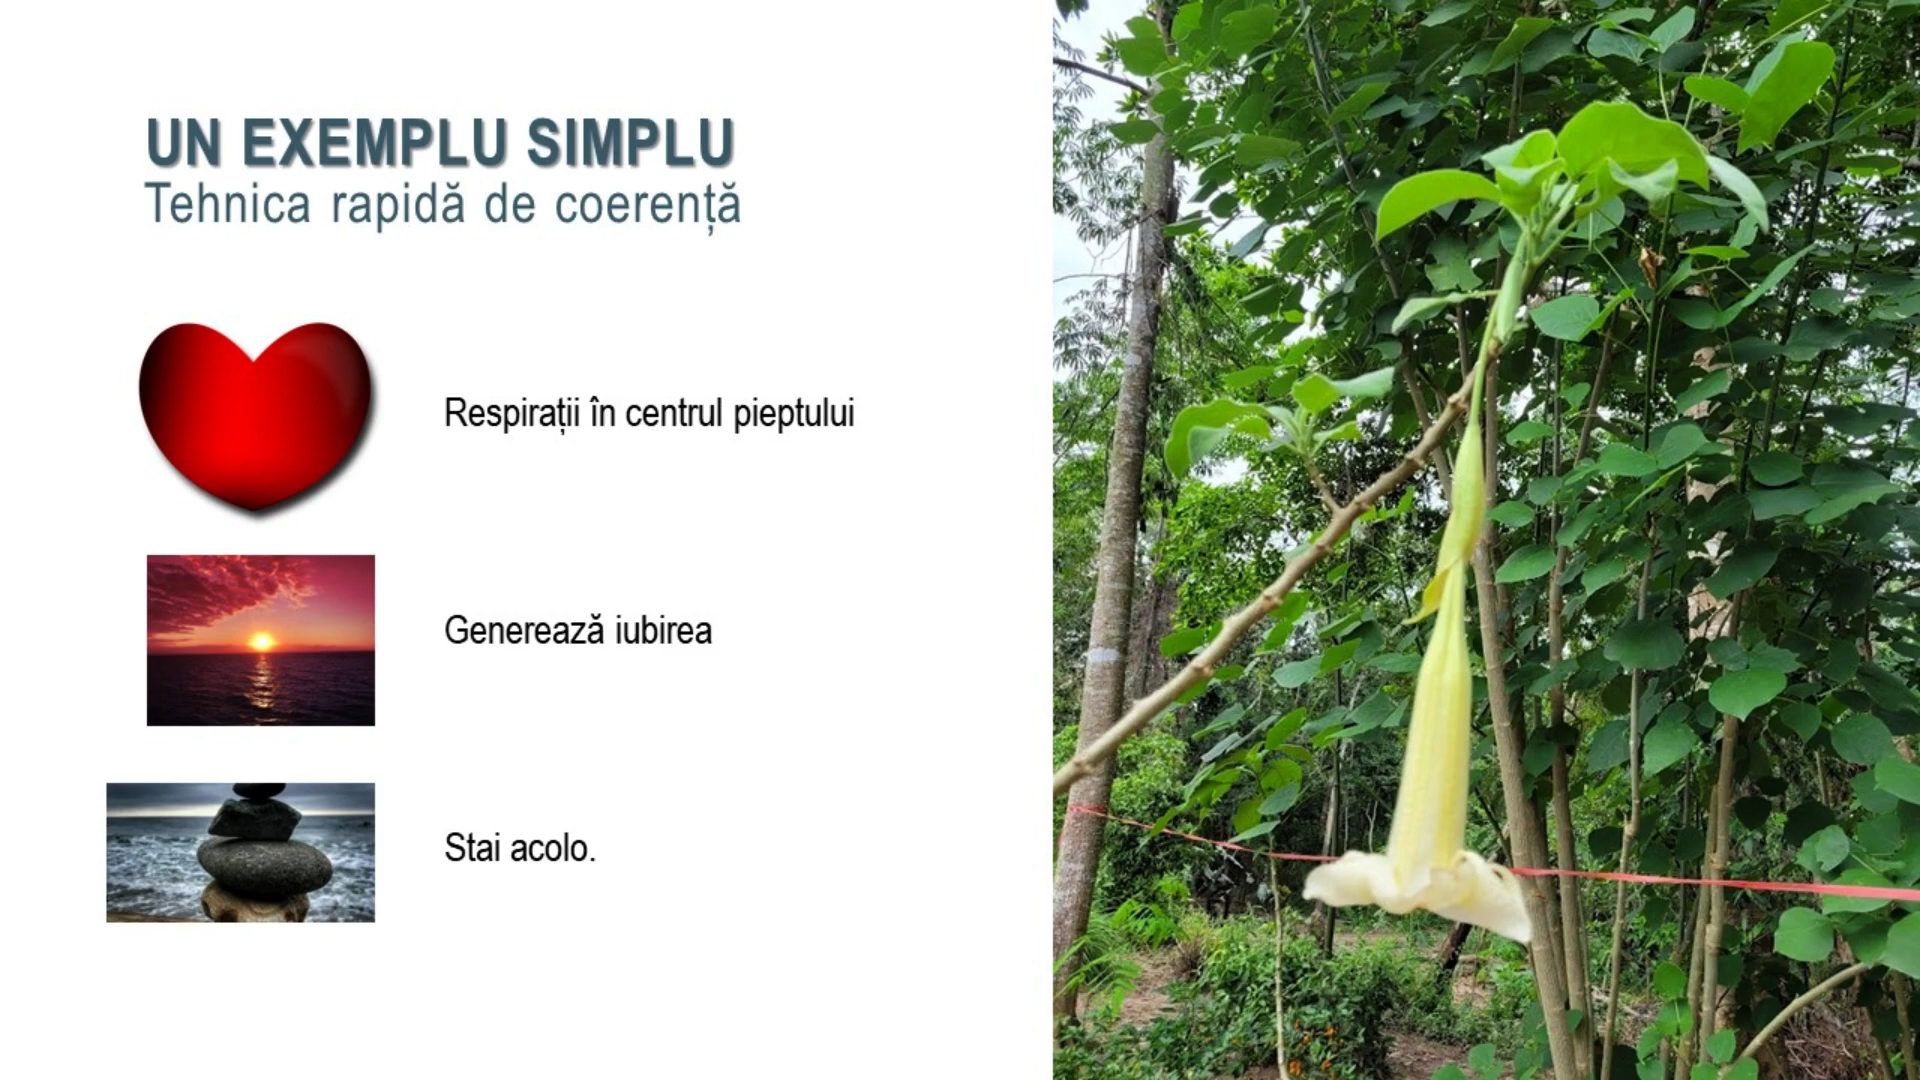 UN EXEMPLU SIMPLU
Tehnica rapidă de coerență
Respirații în centrul pieptului
Generează iubirea
Stai acolo.